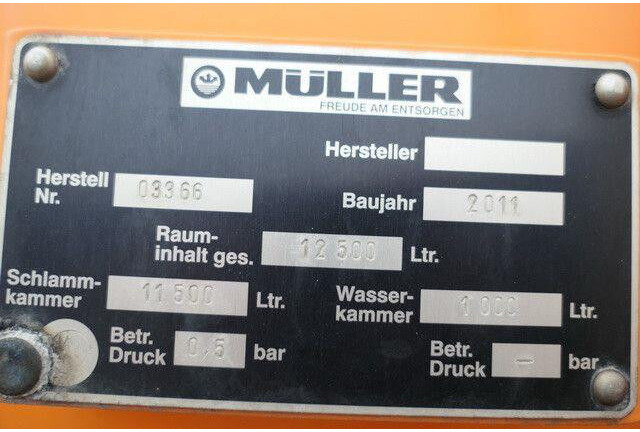 MÜLLER
FREUDE AM ENTSORGEN
Hersteller
Herstell Nr. 03366
Baujahr 2011
Raum-
inhalt ges. 12 500 Ltr.
Schlamm-
kammer 11 500 Ltr.
Wasser-
kammer 1 000 Ltr.
Betr.
Druck 0,5 bar
Betr.
Druck – bar